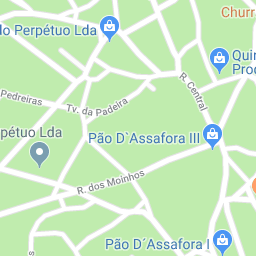 Churr
lo Perpétuo Lda
Quin
Proc
R. Central
Pedreiras
Tv. da Padeira
pétuo Lda
Pão D`Assafora III
R. dos Moinhos
Pão D´Assafora I